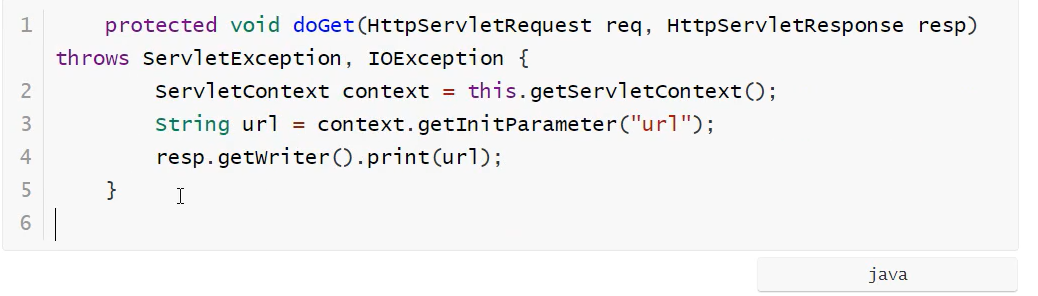 1 protected void doGet(HttpServletRequest req, HttpServletResponse resp)
throws ServletException, IOException {
2 ServletContext context = this.getServletContext();
3 String url = context.getInitParameter("url");
4 resp.getWriter().print(url);
5 }
6
java